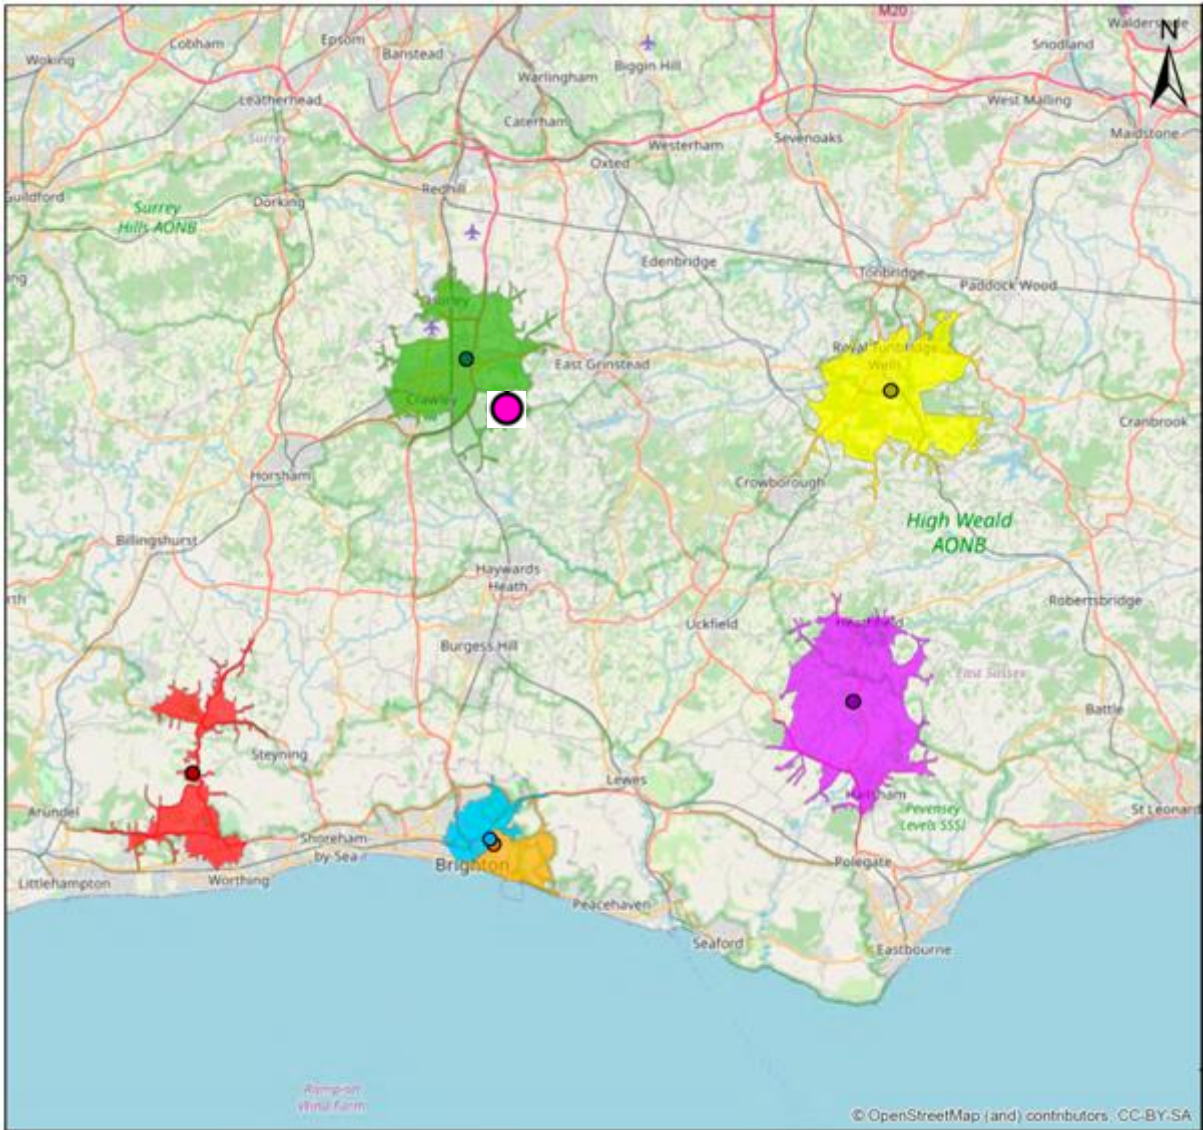 M20
Walderslade
N
Epsom
Cobham
Woking
Banstead
Snodland
Biggin Hill
Warlingham
Leatherhead
West Malling
Caterham
Surrey
Sevenoaks
Maidstone
Westerham
Oxted
Redhill
Guildford
Dorking
Surrey
Hills AONB
Edenbridge
Tonbridge
Paddock Wood
Horley
Royal Tunbridge
Wells
East Grinstead
Crawley
Cranbrook
Horsham
Crowborough
High Weald
AONB
Billingshurst
Haywards
Heath
Robertsbridge
Uckfield
Heathfield
Burgess Hill
East Sussex
Battle
Steyning
Lewes
Hailsham
Arundel
Pevensey
Levels SSSI
St Leonar
Shoreham-
by-Sea
Brighton
Polegate
Littlehampton
Worthing
Peacehaven
Seaford
Eastbourne
Rampion
Wind Farm
© OpenStreetMap (and) contributors, CC-BY-SA